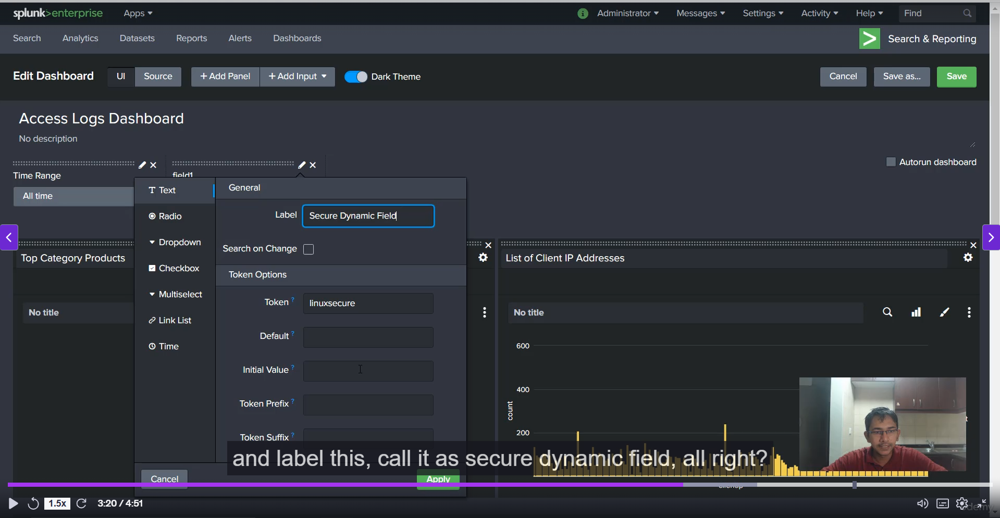 splunk>enterprise Apps i Administrator Messages Settings Activity Help Find
Search Analytics Datasets Reports Alerts Dashboards Search & Reporting
Edit Dashboard UI Source + Add Panel + Add Input Dark Theme Cancel Save as... Save
Access Logs Dashboard
No description
Autorun dashboard
Time Range field1
All time
Text
Radio
Dropdown
Checkbox
Multiselect
Link List
Time
General
Label Secure Dynamic Field
Search on Change
Token Options
Token ? linuxsecure
Default ?
Initial Value ?
Token Prefix ?
Token Suffix ?
Cancel Apply
Top Category Products
No title
List of Client IP Addresses
No title
600
400
200
count
clientip
and label this, call it as secure dynamic field, all right?
1.5x 3:20 / 4:51